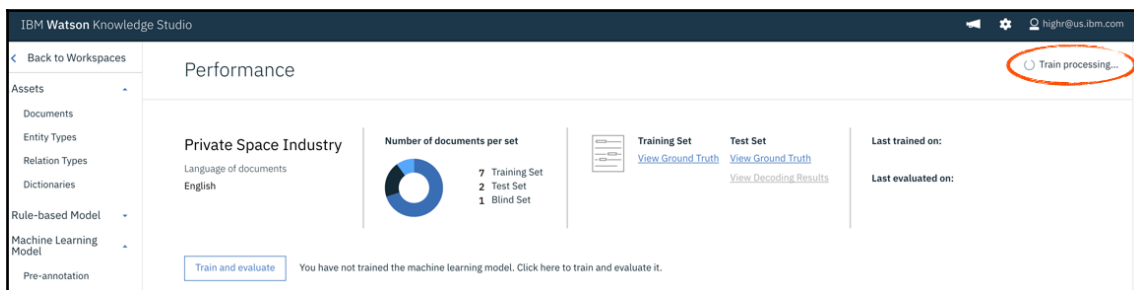 IBM Watson Knowledge Studio
highr@us.ibm.com
Back to Workspaces
Performance
Train processing...
Assets
Documents
Entity Types
Relation Types
Dictionaries
Rule-based Model
Machine Learning
Model
Pre-annotation
Private Space Industry
Language of documents
English
Number of documents per set
7 Training Set
2 Test Set
1 Blind Set
Training Set
View Ground Truth
Test Set
View Ground Truth
View Decoding Results
Last trained on:
Last evaluated on:
Train and evaluate
You have not trained the machine learning model. Click here to train and evaluate it.